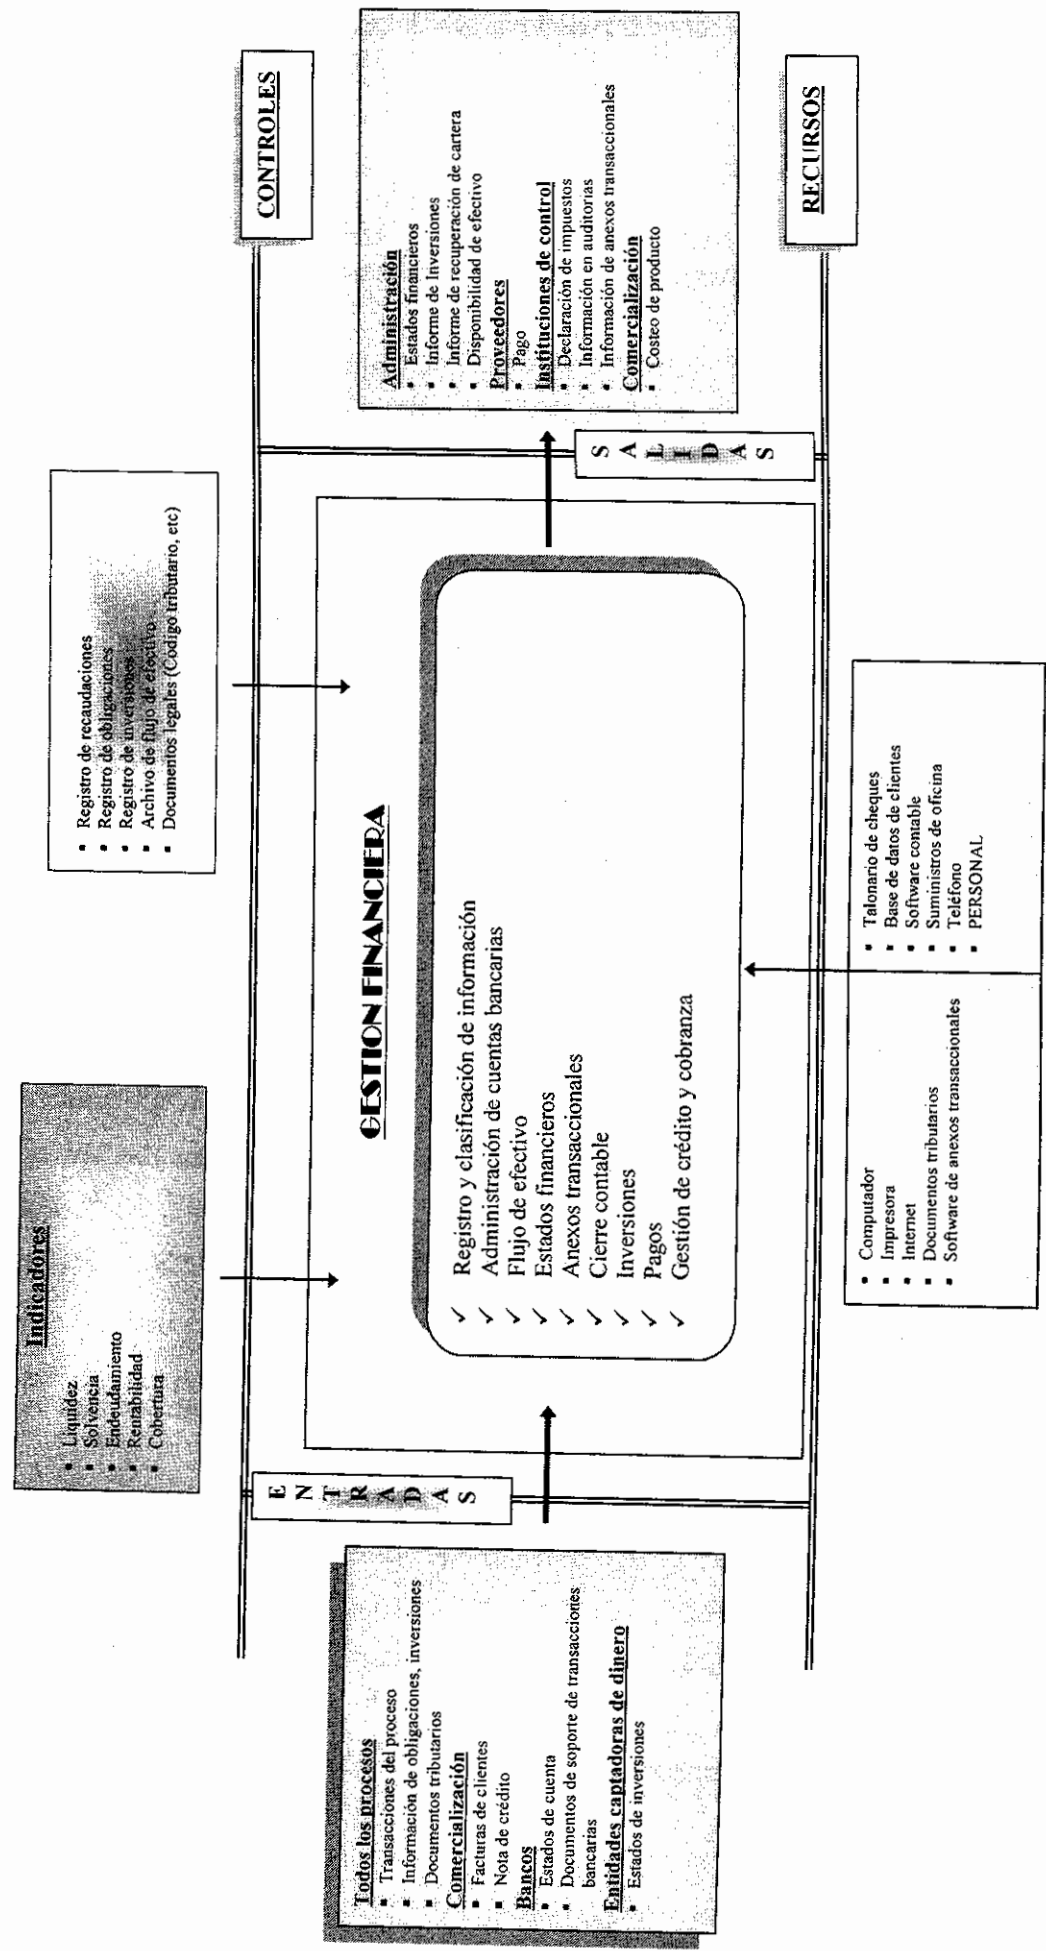 Indicadores
▪ Liquidez
▪ Solvencia
▪ Endeudamiento
▪ Rentabilidad
▪ Cobertura
▪ Registro de recaudaciones
▪ Registro de obligaciones
▪ Registro de inversiones
▪ Archivo de flujo de efectivo
▪ Documentos legales (Código tributario, etc)
CONTROLES
ENTRADAS
Todos los procesos
▪ Transacciones del proceso
▪ Información de obligaciones, inversiones
▪ Documentos tributarios
Comercialización
▪ Facturas de clientes
▪ Nota de crédito
Bancos
▪ Estados de cuenta
▪ Documentos de soporte de transacciones
bancarias
Entidades captadoras de dinero
▪ Estados de inversiones
GESTION FINANCIERA
✓ Registro y clasificación de información
✓ Administración de cuentas bancarias
✓ Flujo de efectivo
✓ Estados financieros
✓ Anexos transaccionales
✓ Cierre contable
✓ Inversiones
✓ Pagos
✓ Gestión de crédito y cobranza
SALIDAS
Administración
▪ Estados financieros
▪ Informe de Inversiones
▪ Informe de recuperación de cartera
▪ Disponibilidad de efectivo
Proveedores
▪ Pago
Instituciones de control
▪ Declaración de impuestos
▪ Información en auditorias
▪ Información de anexos transaccionales
Comercialización
▪ Costeo de producto
▪ Computador
▪ Impresora
▪ Internet
▪ Documentos tributarios
▪ Software de anexos transaccionales
▪ Talonario de cheques
▪ Base de datos de clientes
▪ Software contable
▪ Suministros de oficina
▪ Teléfono
▪ PERSONAL
RECURSOS